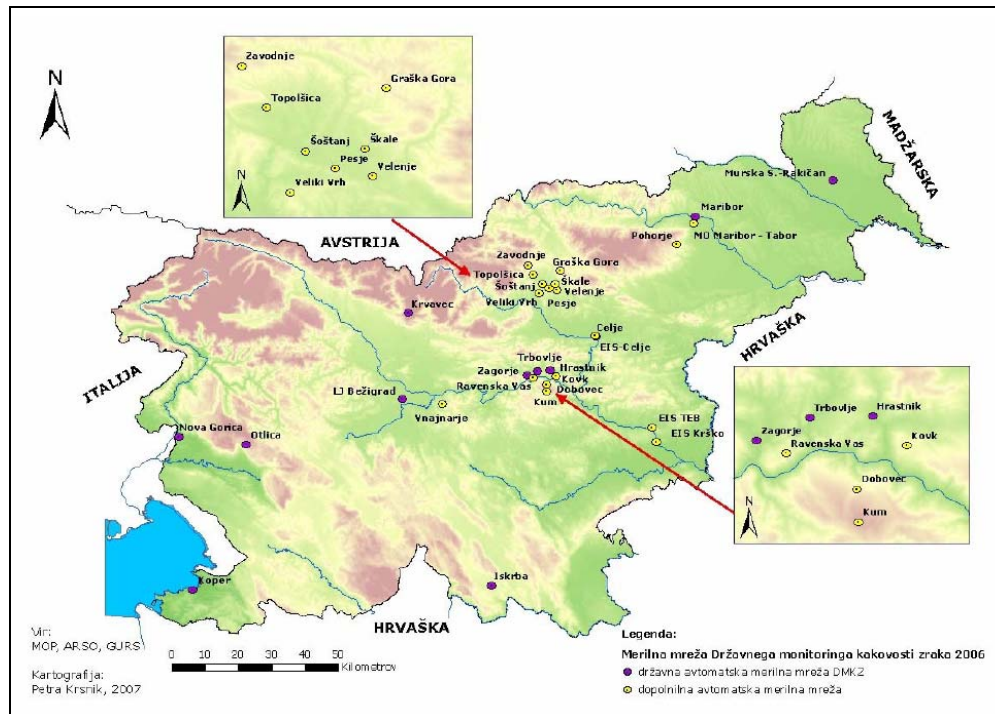 Zavodnje
Graška Gora
Topolšica
Šoštanj
Škale
Pesje
Velenje
Veliki Vrh
N
N
MADŽARSKA
Murska S.-Rakičan
Maribor
MO Maribor - Tabor
Pohorje
AVSTRIJA
Zavodnje
Graška Gora
Topolšica
Šoštanj
Škale
Velenje
Veliki Vrh
Pesje
Krvavec
Celje
EIS-Celje
HRVAŠKA
Trbovlje
Zagorje
Hrastnik
Ravenska Vas
Kovk
Dobovec
Kum
ITALIJA
LJ Bežigrad
Vnajnarje
EIS TEB
EIS Krško
Nova Gorica
Otlica
Trbovlje
Hrastnik
Zagorje
Ravenska Vas
Kovk
Dobovec
Kum
N
Koper
Iskrba
HRVAŠKA
Vir:
MOP, ARSO, GURS
Kartografija:
Petra Krsnik, 2007
0 10 20 30 40 50
Kilometrov
Legenda:
Merilna mreža Državnega monitoringa kakovosti zraka 2006
državna avtomatska merilna mreža DMKZ
dopolnilna avtomatska merilna mreža